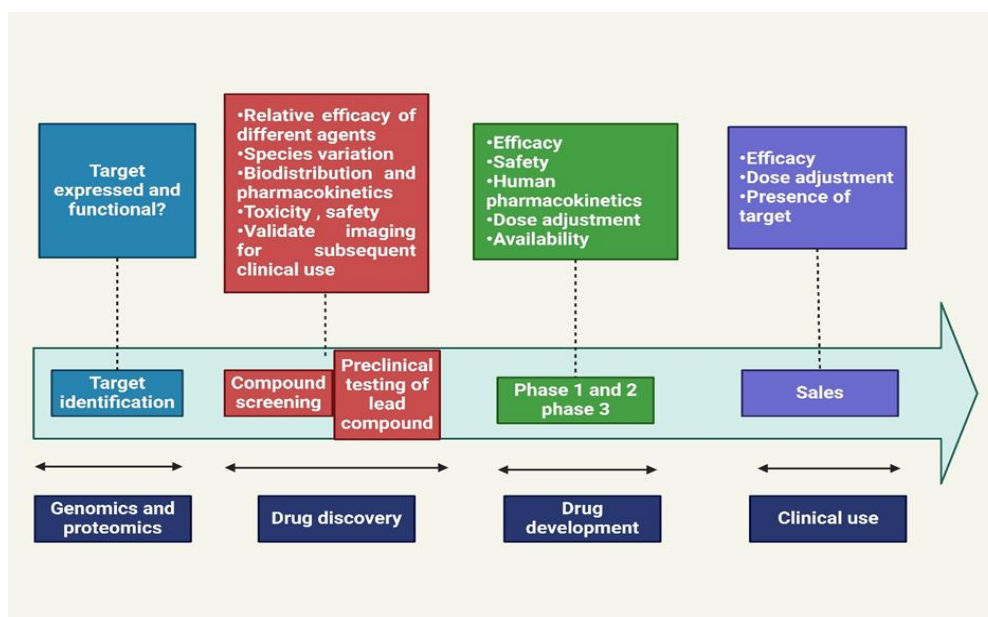 Target
expressed and
functional?
•Relative efficacy of
different agents
•Species variation
•Biodistribution and
pharmacokinetics
•Toxicity , safety
•Validate imaging
for subsequent
clinical use
•Efficacy
•Safety
•Human
pharmacokinetics
•Dose adjustment
•Availability
•Efficacy
•Dose adjustment
•Presence of
target
Target
identification
Compound
screening
Preclinical
testing of
lead
compound
Phase 1 and 2
phase 3
Sales
Genomics and
proteomics
Drug discovery
Drug
development
Clinical use